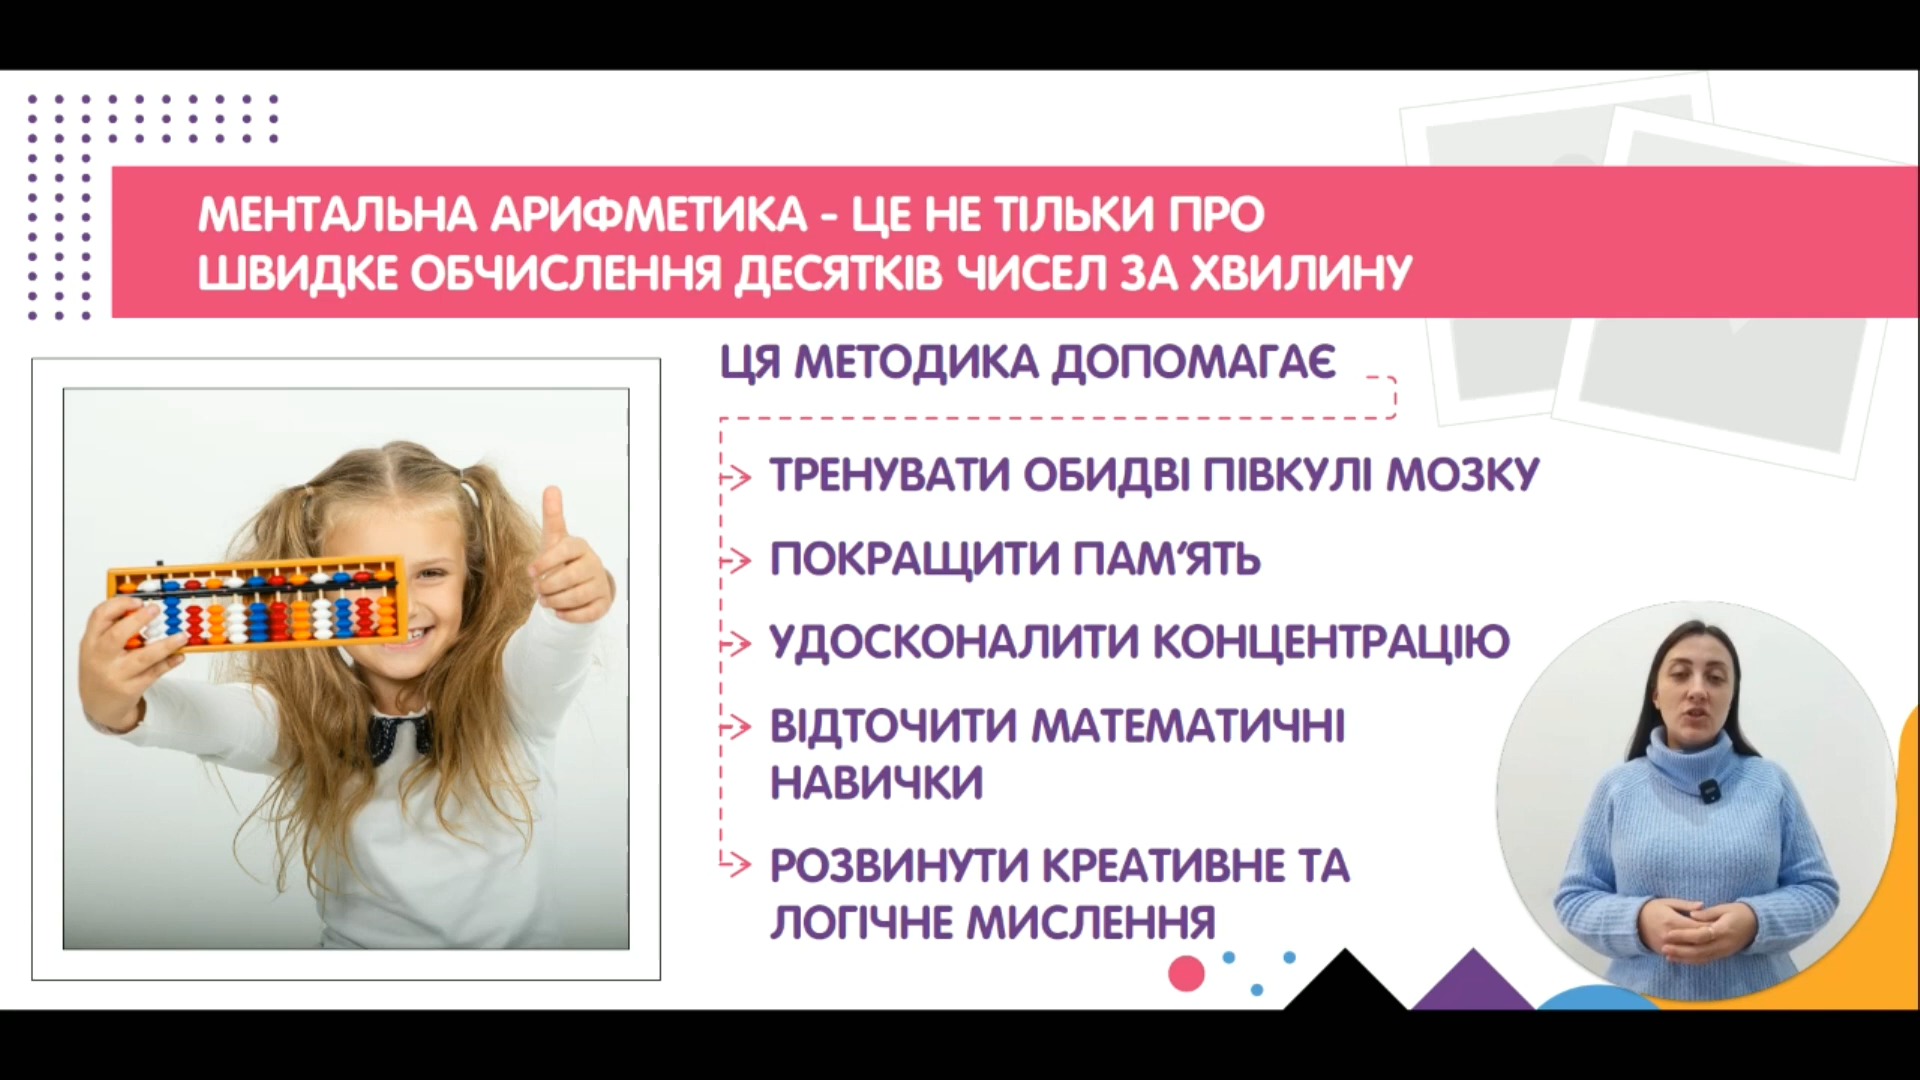 МЕНТАЛЬНА АРИФМЕТИКА - ЦЕ НЕ ТІЛЬКИ ПРО
ШВИДКЕ ОБЧИСЛЕННЯ ДЕСЯТКІВ ЧИСЕЛ ЗА ХВИЛИНУ
ЦЯ МЕТОДИКА ДОПОМАГАЄ
ТРЕНУВАТИ ОБИДВІ ПІВКУЛІ МОЗКУ
ПОКРАЩИТИ ПАМ'ЯТЬ
УДОСКОНАЛИТИ КОНЦЕНТРАЦІЮ
ВІДТОЧИТИ МАТЕМАТИЧНІ
НАВИЧКИ
РОЗВИНУТИ КРЕАТИВНЕ ТА
ЛОГІЧНЕ МИСЛЕННЯ